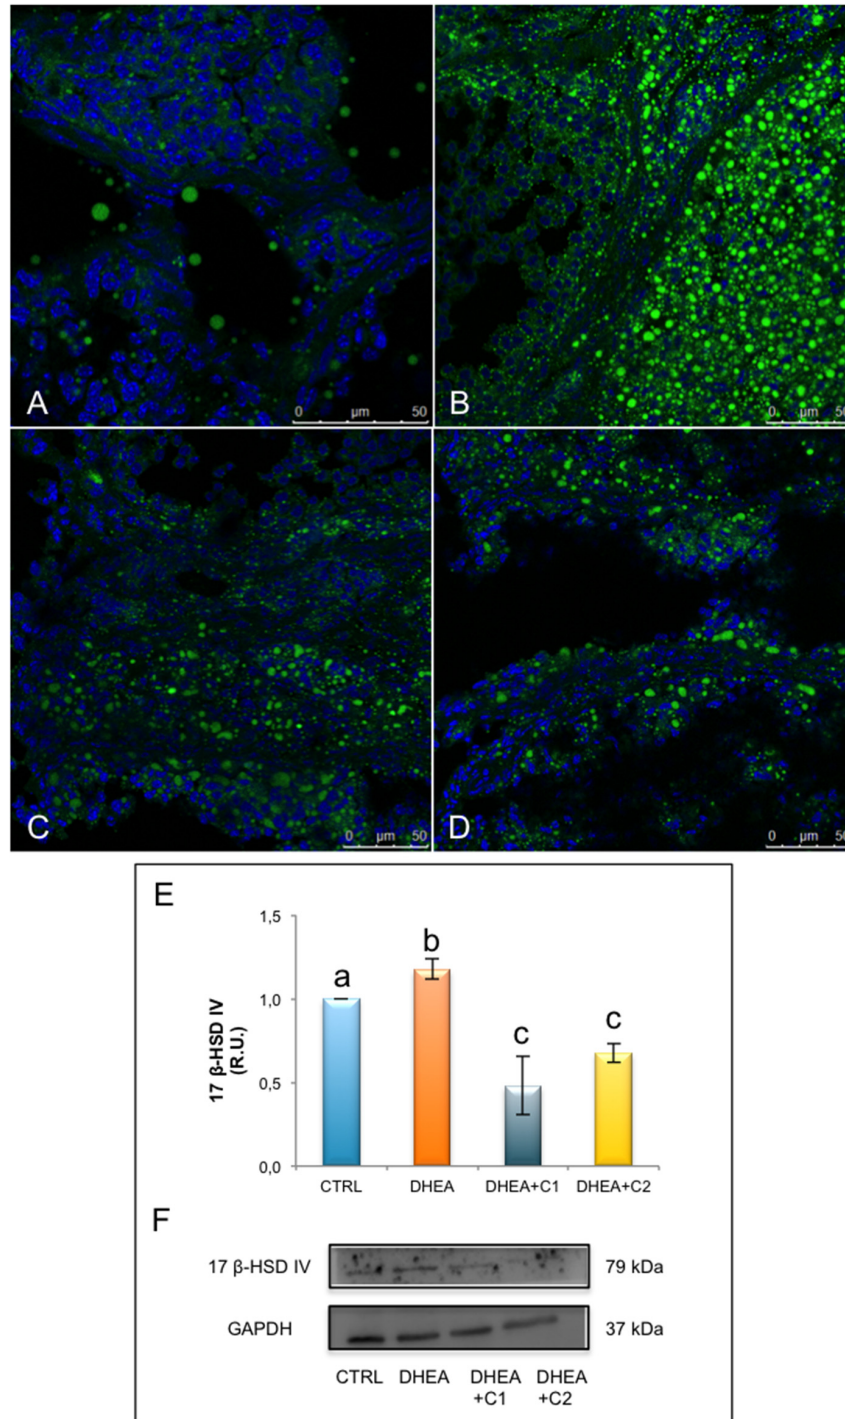 A
0 µm 50
B
0 µm 50
C
0 µm 50
D
0 µm 50
E
17 β-HSD IV
(R.U.)
1,5
1,0
0,5
0,0
a
b
c
c
CTRL DHEA DHEA+C1 DHEA+C2
F
17 β-HSD IV 79 kDa
GAPDH 37 kDa
CTRL DHEA DHEA DHEA
+C1 +C2